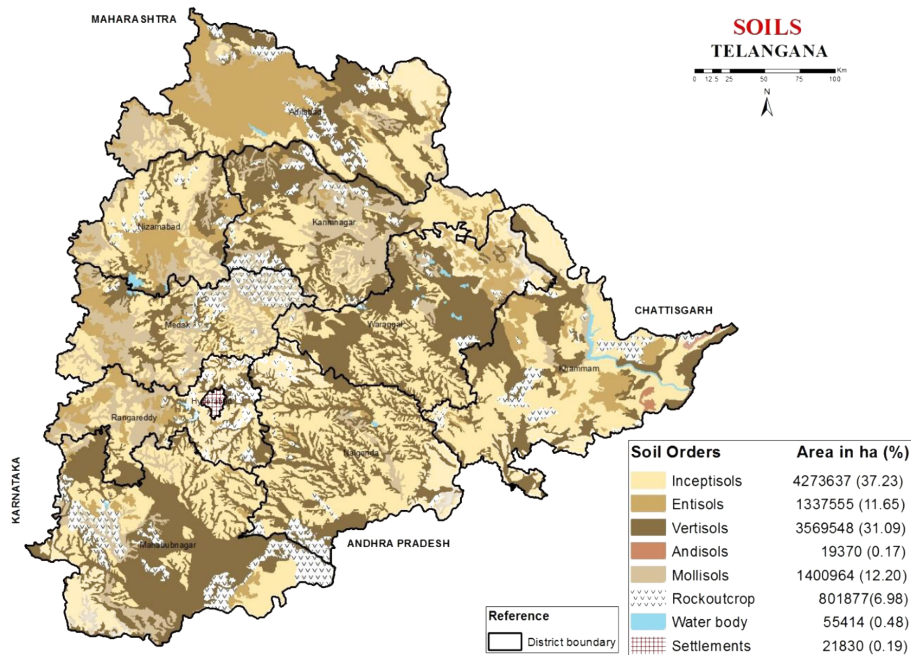 MAHARASHTRA
SOILS
TELANGANA
0 12.5 25 50 75 100 Km
N
Adilabad
Nizamabad
Karimnagar
CHATTISGARH
Medak
Warangal
Khammam
Hyderabad
Rangareddy
Nalgonda
KARNATAKA
Mahabubnagar
ANDHRA PRADESH
Soil Orders Area in ha (%)
Inceptisols 4273637 (37.23)
Entisols 1337555 (11.65)
Vertisols 3569548 (31.09)
Andisols 19370 (0.17)
Mollisols 1400964 (12.20)
Rockoutcrop 801877(6.98)
Water body 55414 (0.48)
Settlements 21830 (0.19)
Reference
District boundary